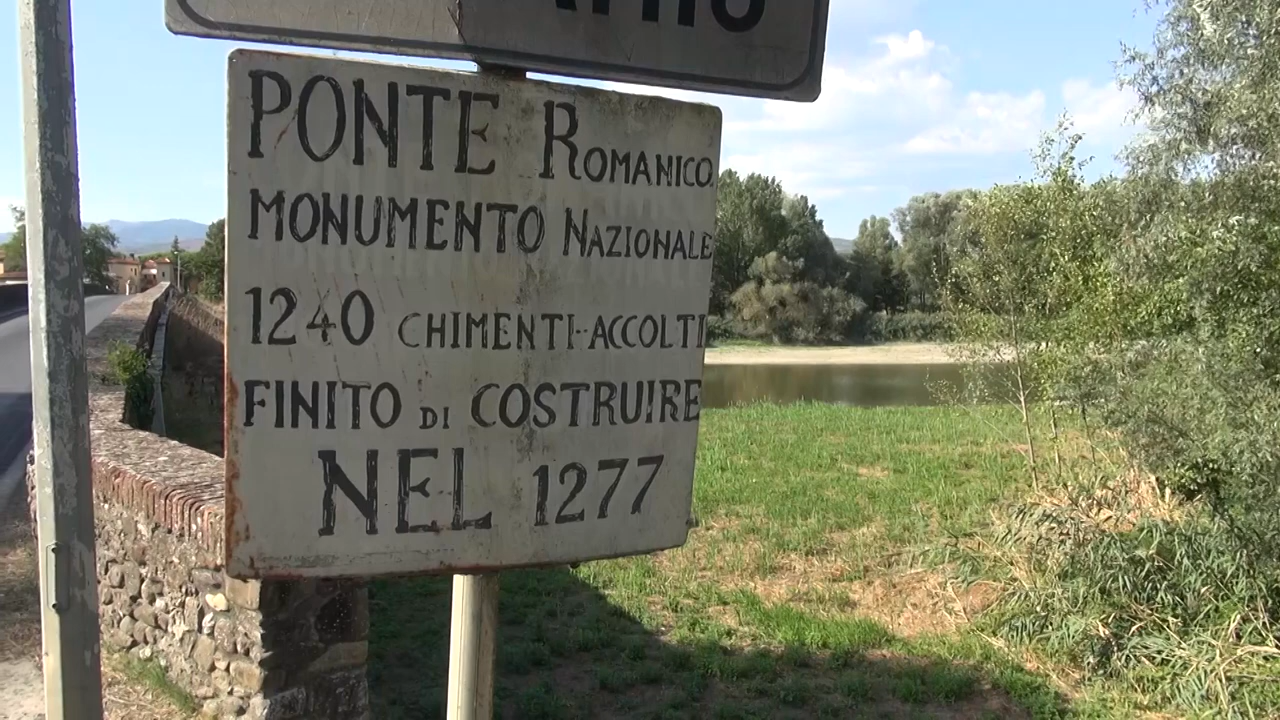 PONTE ROMANICO
MONUMENTO NAZIONALE
1240 CHIMENTI-ACCOLTI
FINITO DI COSTRUIRE
NEL 1277